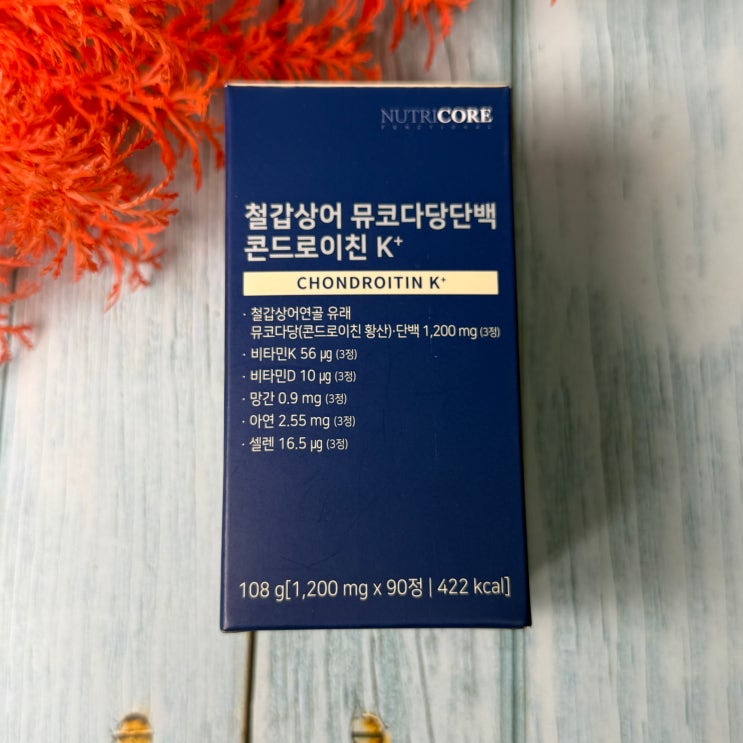 NUTRICORE
FUNCTIONAL
철갑상어 뮤코다당단백
콘드로이친 K⁺
CHONDROITIN K⁺
· 철갑상어연골 유래
뮤코다당(콘드로이친 황산)·단백 1,200 mg (3정)
· 비타민K 56 ㎍ (3정)
· 비타민D 10 ㎍ (3정)
· 망간 0.9 mg (3정)
· 아연 2.55 mg (3정)
· 셀렌 16.5 ㎍ (3정)
108 g[1,200 mg x 90정 | 422 kcal]